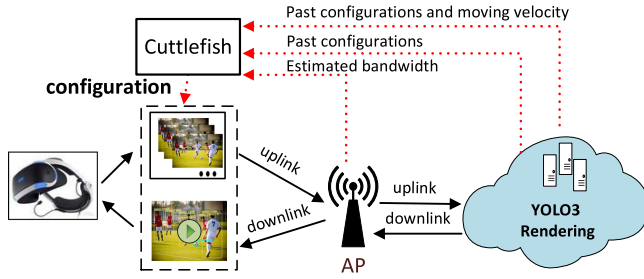 Past configurations and moving velocity
Cuttlefish
Past configurations
Estimated bandwidth
configuration
uplink
uplink
downlink
downlink
YOLO3
Rendering
AP